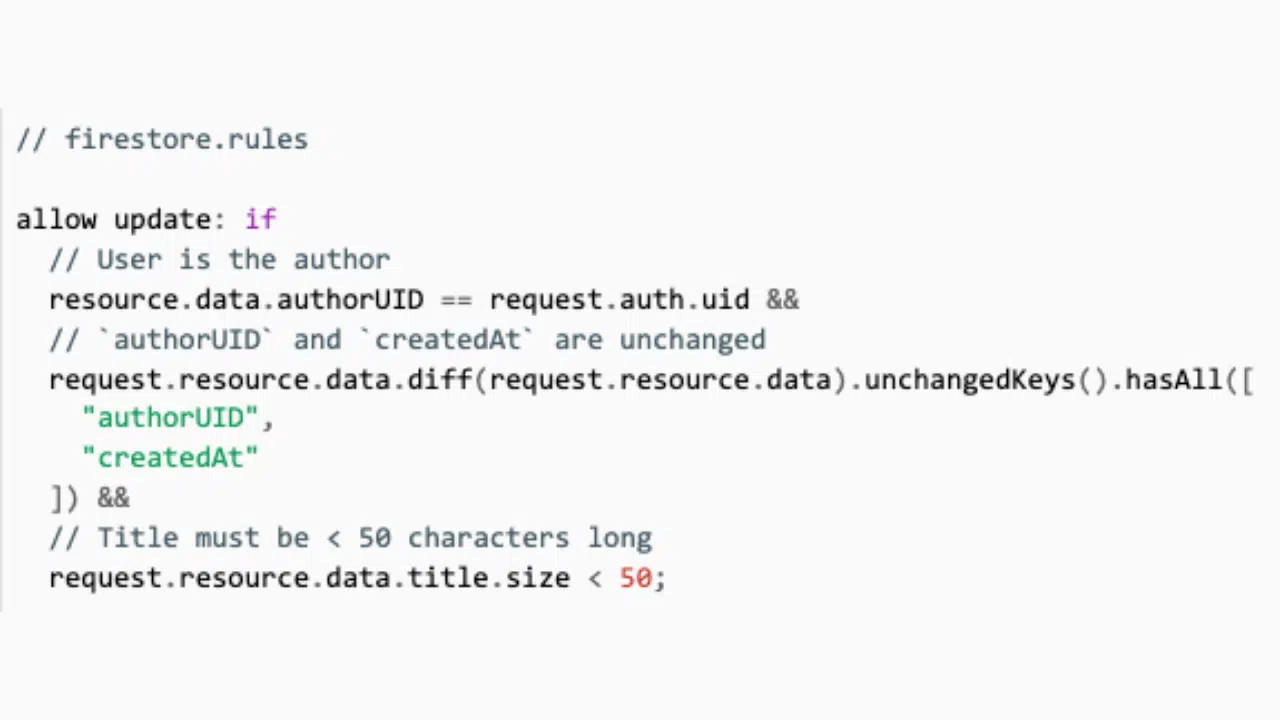 // firestore.rules
allow update: if
// User is the author
resource.data.authorUID == request.auth.uid &&
// `authorUID` and `createdAt` are unchanged
request.resource.data.diff(request.resource.data).unchangedKeys().hasAll([
"authorUID",
"createdAt"
]) &&
// Title must be < 50 characters long
request.resource.data.title.size < 50;